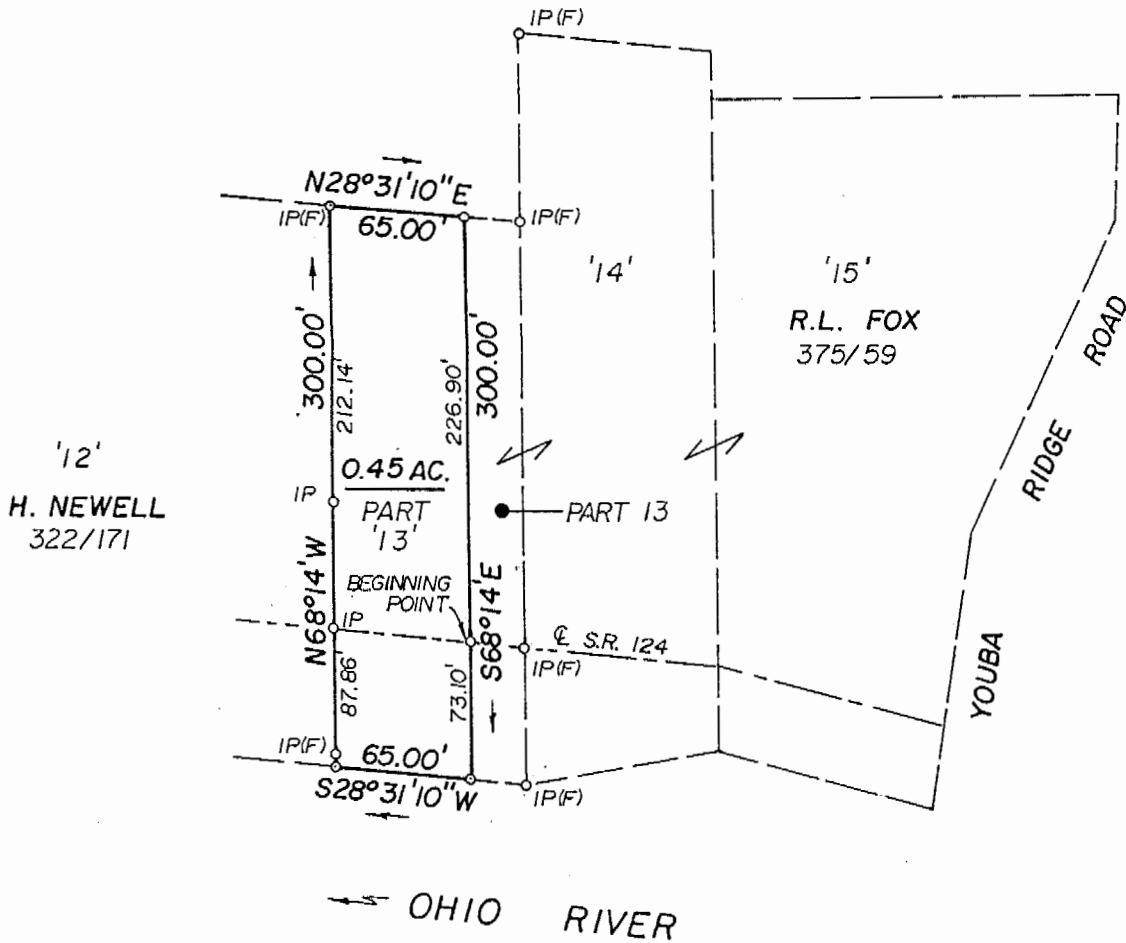 IP(F)
N28°31'10"E
IP(F)
65.00'
IP(F)
'14'
'15'
R.L. FOX
375/59
300.00'
212.14'
226.90'
300.00'
ROAD
RIDGE
YOUBA
'12'
H. NEWELL
322/171
0.45 AC.
PART
'13'
IP
PART 13
BEGINNING
POINT
N68°14'W
IP
S68°14'E
℄ S.R. 124
IP(F)
87.86'
73.10'
IP(F)
65.00'
S28°31'10"W
IP(F)
OHIO RIVER